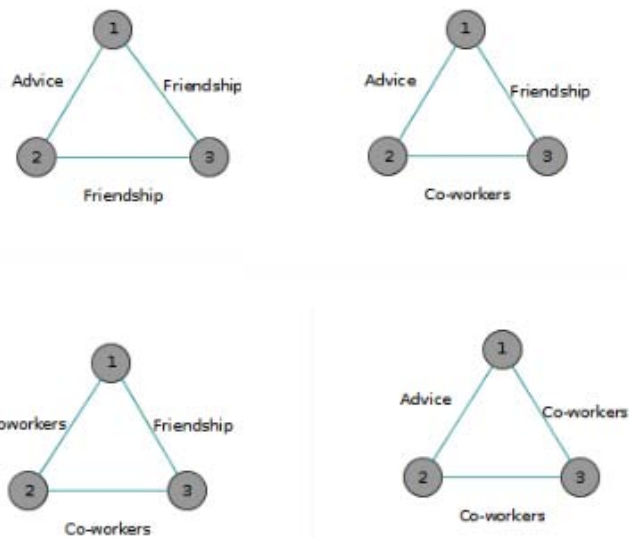 1
Advice
Friendship
2
3
Friendship
1
Advice
Friendship
2
3
Co-workers
1
oworkers
Friendship
2
3
Co-workers
1
Advice
Co-workers
2
3
Co-workers